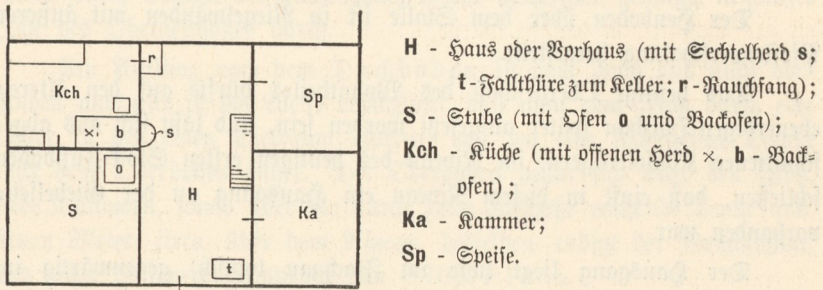 r
Kch
Sp
× b s
o
S H Ka
t
H - Haus oder Vorhaus (mit Sechtelherd s;
t-Fallthüre zum Keller; r-Rauchfang);
S - Stube (mit Ofen o und Backofen);
Kch - Küche (mit offenen Herd ×, b - Back-
ofen);
Ka - Kammer;
Sp - Speise.